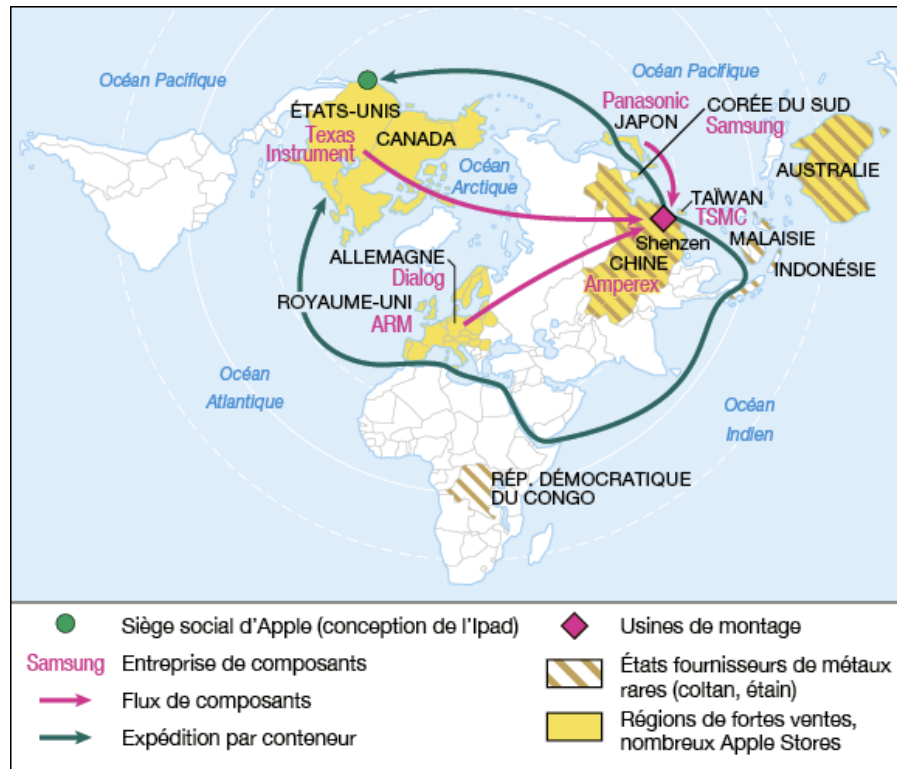 Océan Pacifique
Océan Pacifique
Panasonic
JAPON
CORÉE DU SUD
Samsung
ÉTATS-UNIS
Texas
Instrument
CANADA
Océan
Arctique
AUSTRALIE
TAÏWAN
TSMC
Shenzen
MALAISIE
CHINE
INDONÉSIE
Amperex
ALLEMAGNE
Dialog
ROYAUME-UNI
ARM
Océan
Atlantique
Océan
Indien
RÉP. DÉMOCRATIQUE
DU CONGO
Siège social d'Apple (conception de l'Ipad)
Samsung Entreprise de composants
Flux de composants
Expédition par conteneur
Usines de montage
États fournisseurs de métaux
rares (coltan, étain)
Régions de fortes ventes,
nombreux Apple Stores